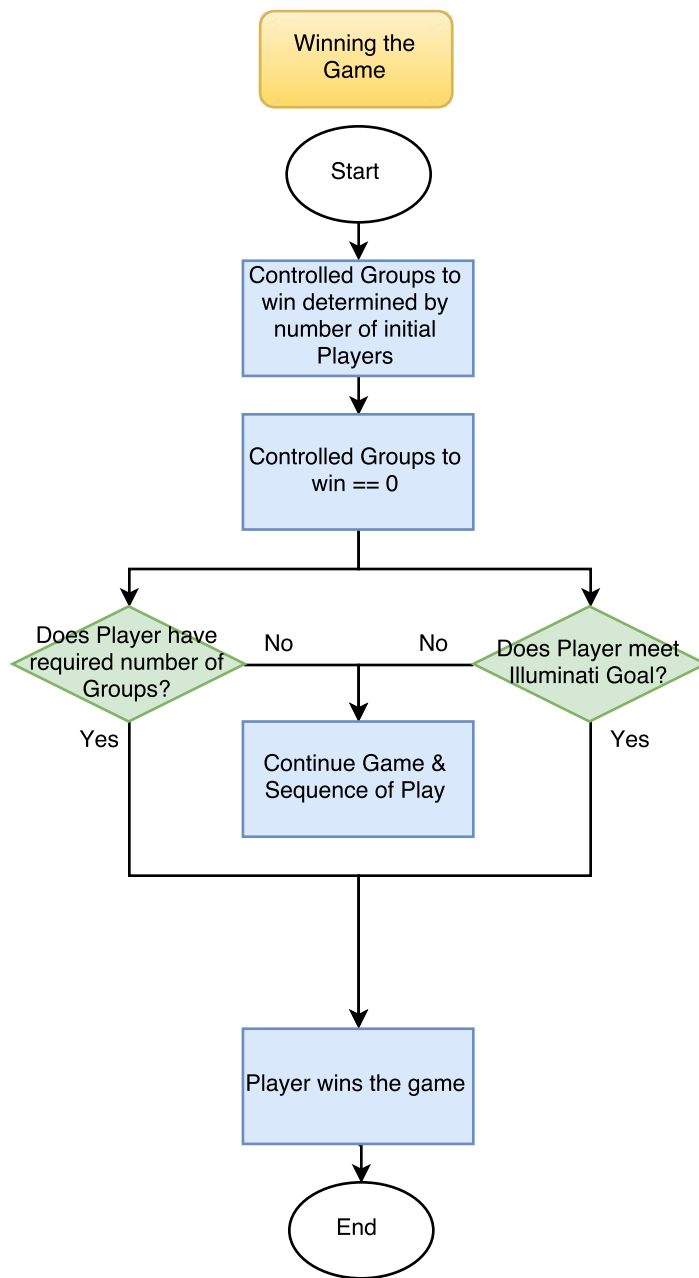 Winning the
Game
Start
Controlled Groups to
win determined by
number of initial
Players
Controlled Groups to
win == 0
Does Player have
required number of
Groups?
No
No
Does Player meet
Illuminati Goal?
Yes
Continue Game &
Sequence of Play
Yes
Player wins the game
End